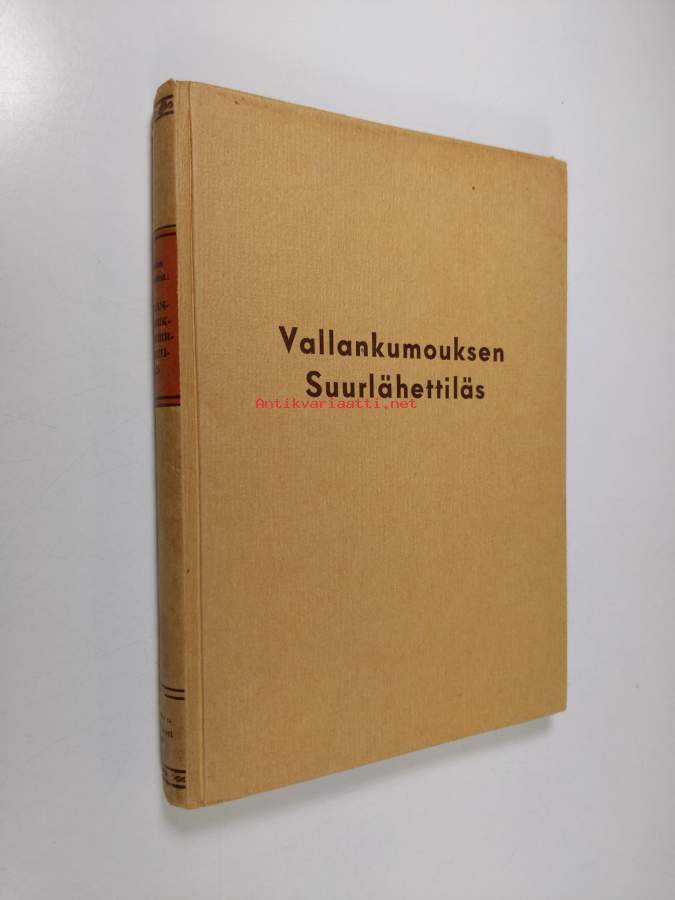 Vallankumouksen
Suurlähettiläs
Antikvariaatti.net